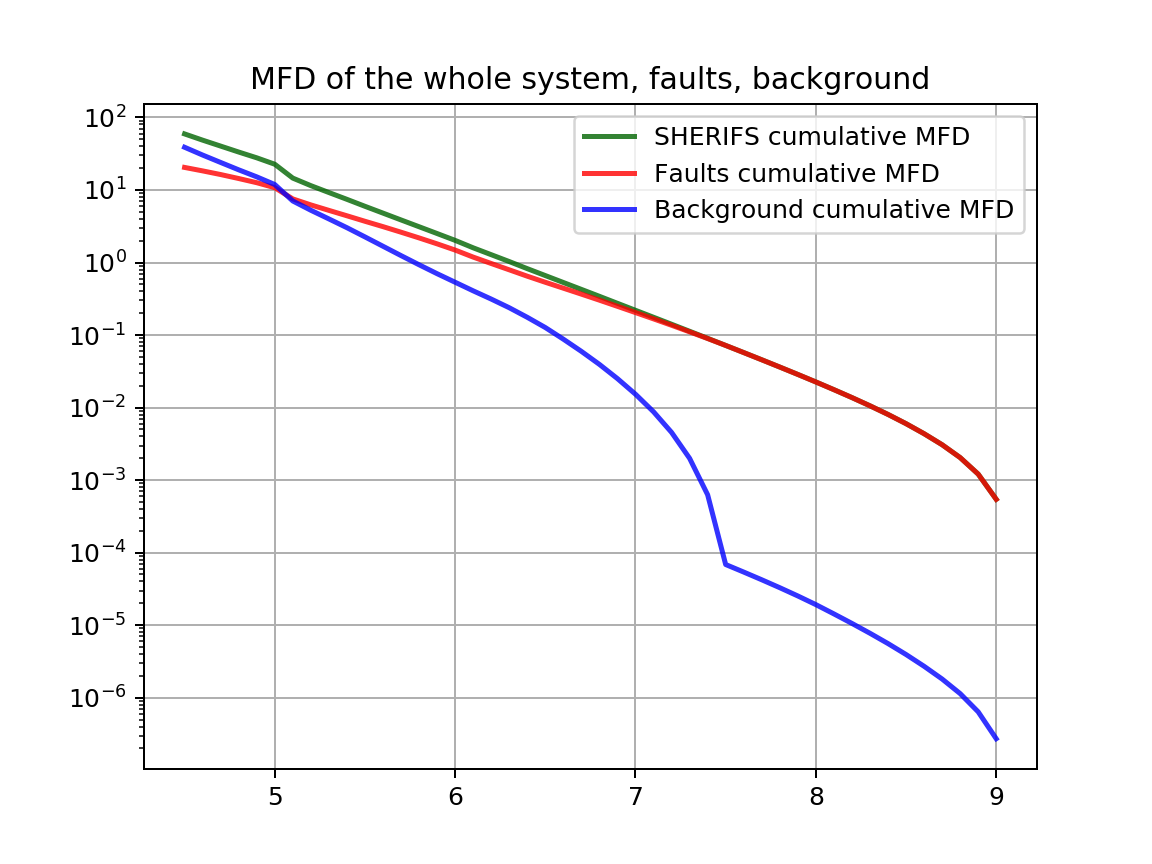 MFD of the whole system, faults, background
SHERIFS cumulative MFD
Faults cumulative MFD
Background cumulative MFD
10²
10¹
10⁰
10⁻¹
10⁻²
10⁻³
10⁻⁴
10⁻⁵
10⁻⁶
5 6 7 8 9